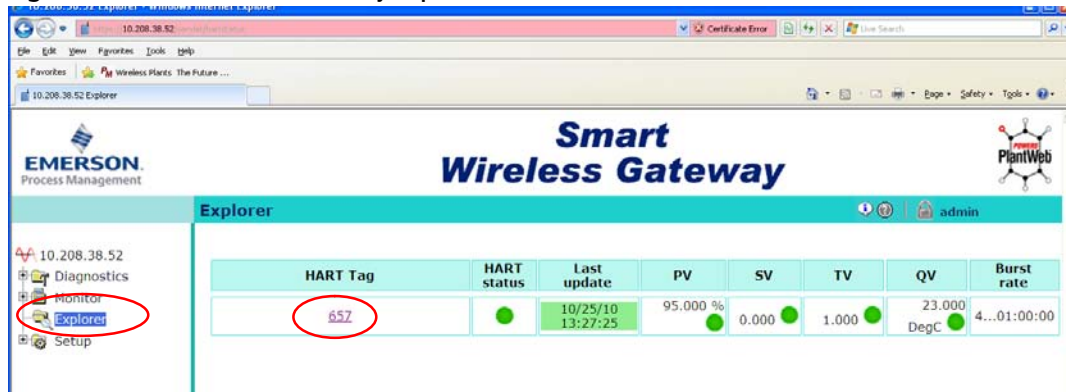 10.208.38.52 Explorer - Windows Internet Explorer
10.208.38.52
Certificate Error
Live Search
File Edit View Favorites Tools Help
Favorites
Wireless Plants The Future ...
10.208.38.52 Explorer
Page Safety Tools
EMERSON.
Process Management
Smart
Wireless Gateway
POWERS
PlantWeb
Explorer
admin
10.208.38.52
Diagnostics
Monitor
Explorer
Setup
HART Tag
HART status
Last update
PV
SV
TV
QV
Burst rate
657
10/25/10
13:27:25
95.000 %
0.000
1.000
23.000
DegC
4...01:00:00